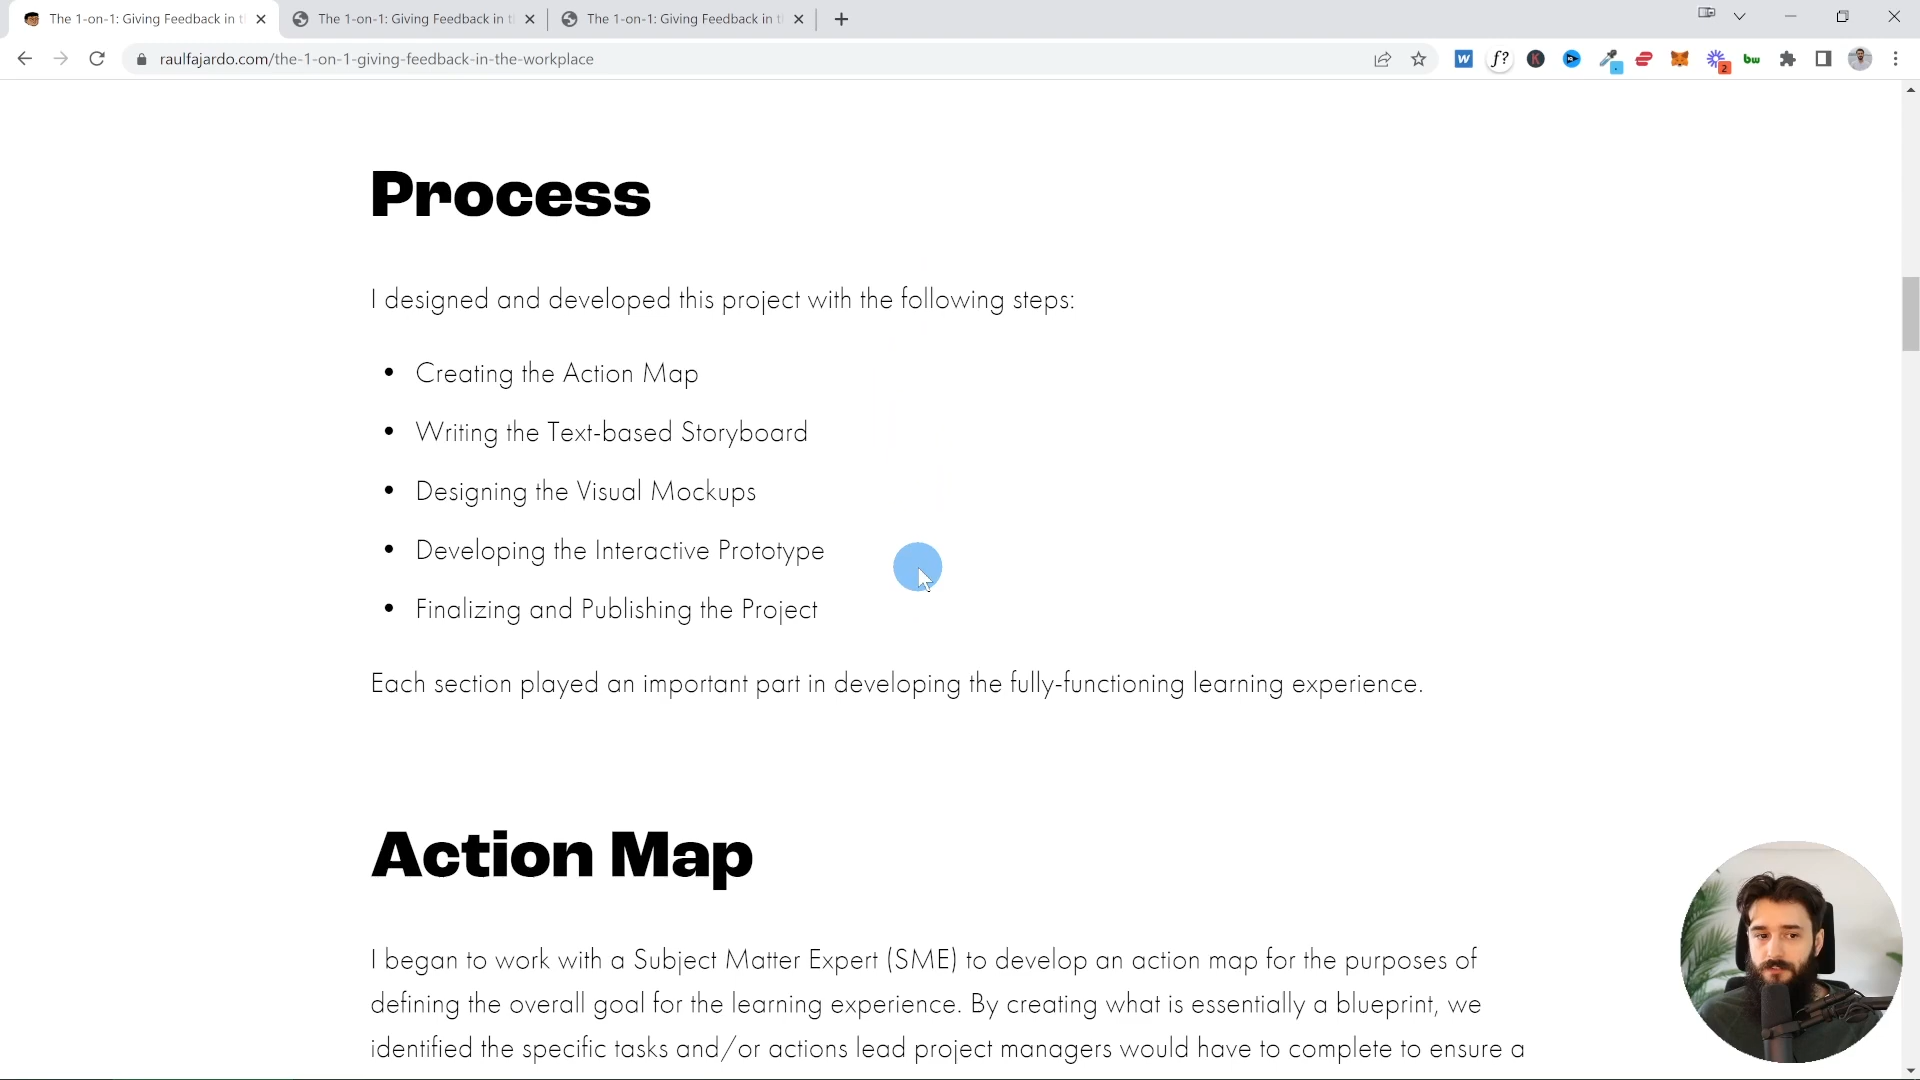 The 1-on-1: Giving Feedback in t
The 1-on-1: Giving Feedback in t
The 1-on-1: Giving Feedback in t
raulfajardo.com/the-1-on-1-giving-feedback-in-the-workplace
W
f?
K
2
bw
Process
I designed and developed this project with the following steps:
• Creating the Action Map
• Writing the Text-based Storyboard
• Designing the Visual Mockups
• Developing the Interactive Prototype
• Finalizing and Publishing the Project
Each section played an important part in developing the fully-functioning learning experience.
Action Map
I began to work with a Subject Matter Expert (SME) to develop an action map for the purposes of
defining the overall goal for the learning experience. By creating what is essentially a blueprint, we
identified the specific tasks and/or actions lead project managers would have to complete to ensure a